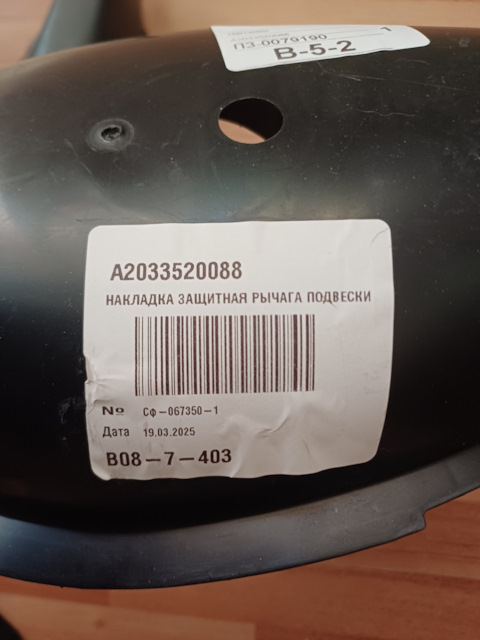 1
ПЗ-0079190
B-5-2
A2033520088
НАКЛАДКА ЗАЩИТНАЯ РЫЧАГА ПОДВЕСКИ
№ СФ-067350-1
Дата 19.03.2025
B08-7-403